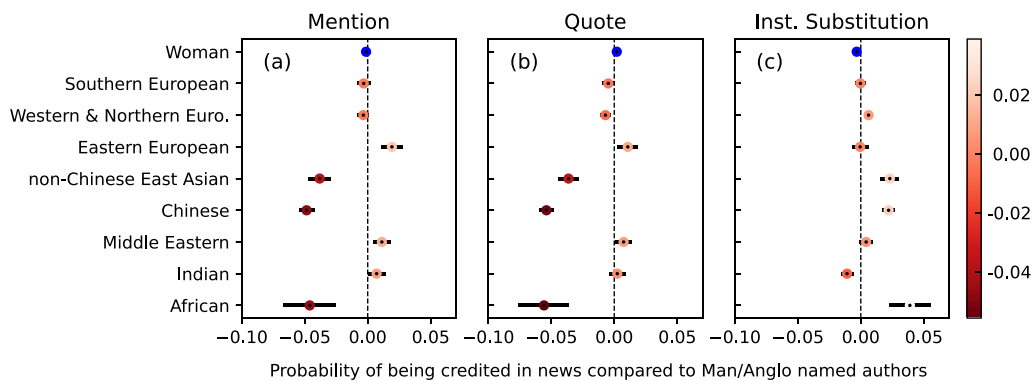 Mention Quote Inst. Substitution
(a) (b) (c)
Woman
Southern European
Western & Northern Euro.
Eastern European
non-Chinese East Asian
Chinese
Middle Eastern
Indian
African
−0.10 −0.05 0.00 0.05 −0.10 −0.05 0.00 0.05 −0.10 −0.05 0.00 0.05
0.02
0.00
-0.02
-0.04
Probability of being credited in news compared to Man/Anglo named authors